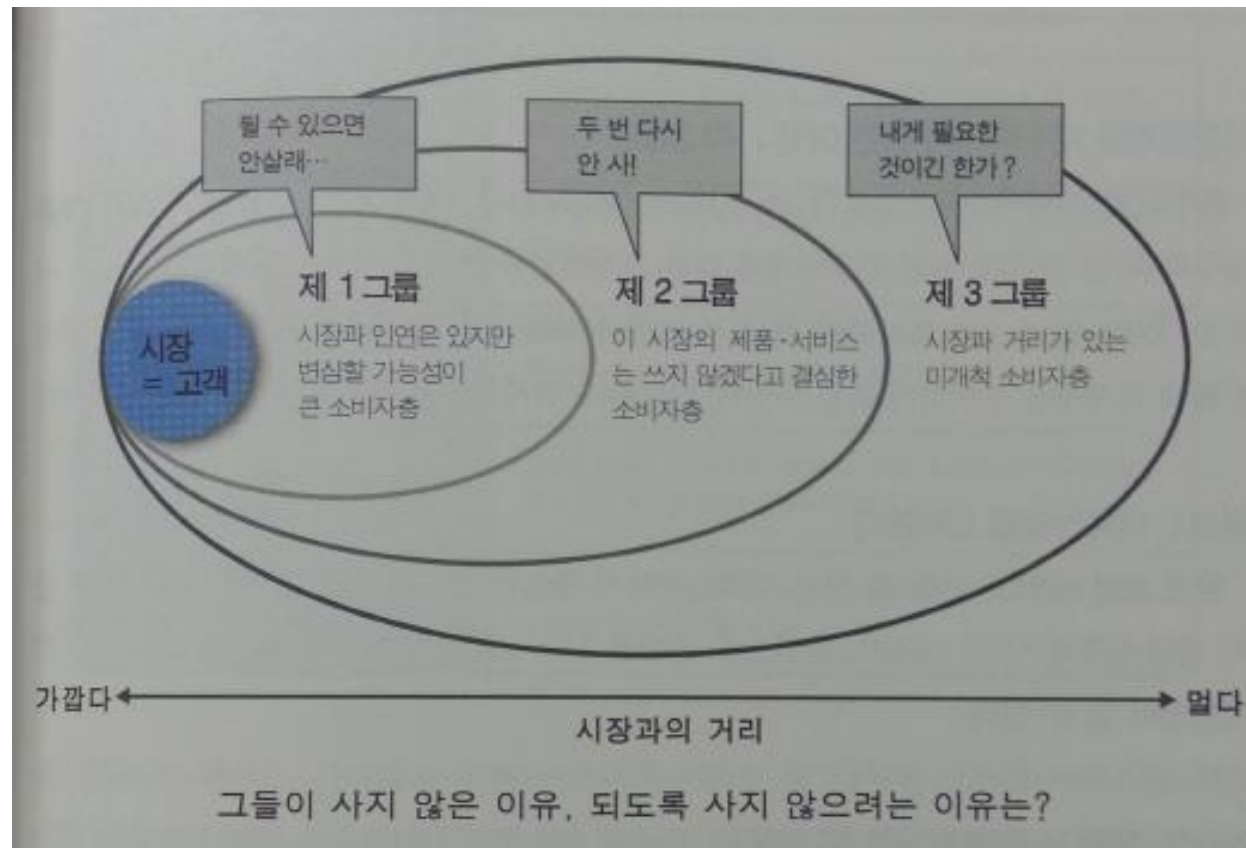 될 수 있으면
안살래…
두 번 다시
안 사!
내게 필요한
것이긴 한가?
제 1 그룹
시장과 인연은 있지만
변심할 가능성이
큰 소비자층
제 2 그룹
이 시장의 제품·서비스
는 쓰지 않겠다고 결심한
소비자층
제 3 그룹
시장과 거리가 있는
미개척 소비자층
시장
= 고객
가깝다
멀다
시장과의 거리
그들이 사지 않은 이유, 되도록 사지 않으려는 이유는?